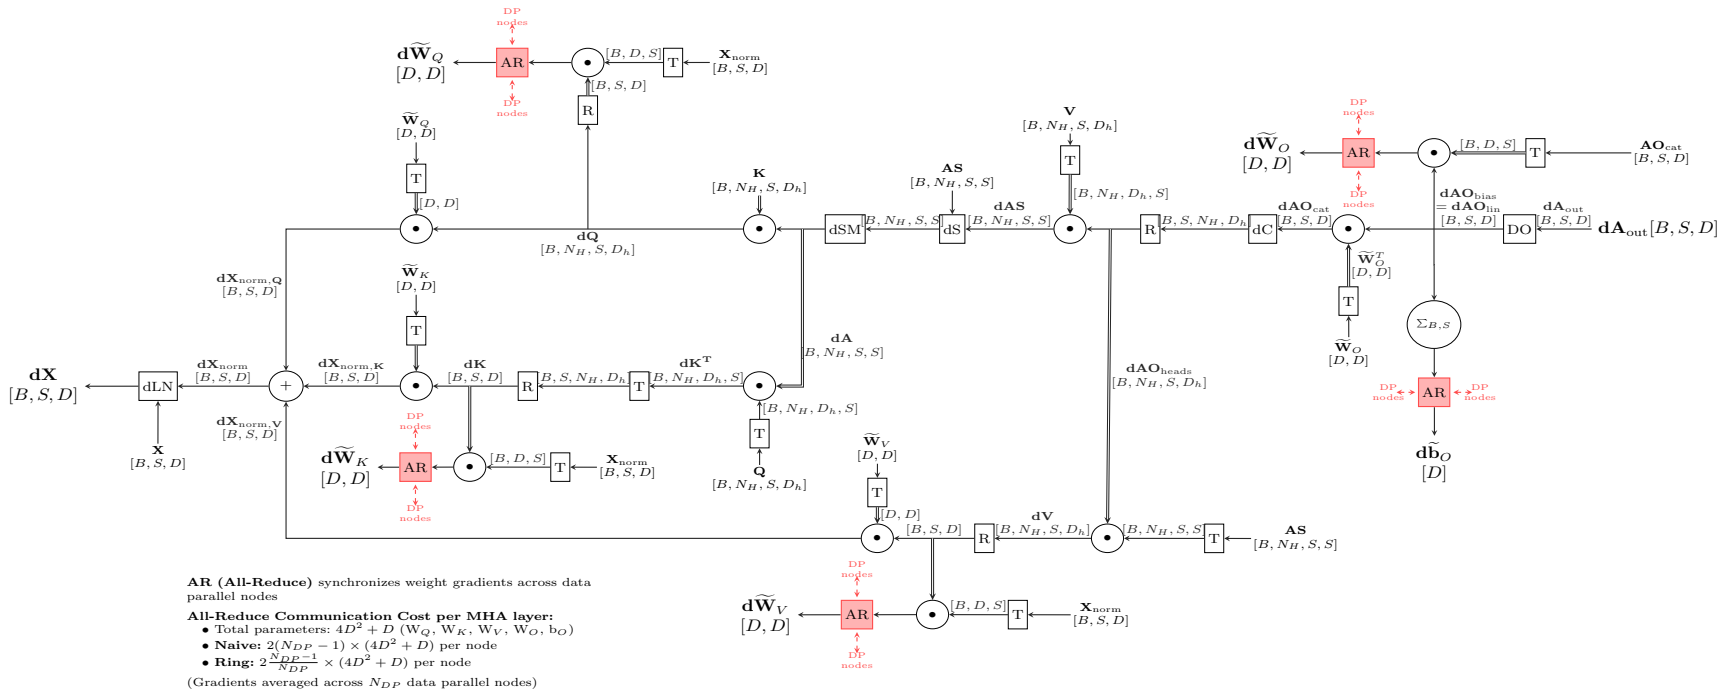 DP
nodes
dW̃_Q
[D, D]
AR
[B, D, S]
T
X_norm
[B, S, D]
DP
nodes
[B, S, D]
R
W̃_Q
[D, D]
T
[D, D]
K
[B, N_H, S, D_h]
AS
[B, N_H, S, S]
V
[B, N_H, S, D_h]
T
[B, N_H, D_h, S]
DP
nodes
dW̃_O
[D, D]
AR
[B, D, S]
T
AO_cat
[B, S, D]
DP
nodes
dQ
[B, N_H, S, D_h]
dSM
[B, N_H, S, S]
dS
dAS
[B, N_H, S, S]
R
[B, S, N_H, D_h]
dC
dAO_cat
[B, S, D]
dAO_bias
= dAO_lin
[B, S, D]
DO
dA_out
[B, S, D]
dA_out[B, S, D]
W̃_O^T
[D, D]
T
W̃_O
[D, D]
Σ_{B,S}
DP
nodes
AR
DP
nodes
db̃_O
[D]
dX_norm,Q
[B, S, D]
W̃_K
[D, D]
T
dA
[B, N_H, S, S]
dAO_heads
[B, N_H, S, D_h]
dX
[B, S, D]
dLN
dX_norm
[B, S, D]
+
dX_norm,K
[B, S, D]
dK
[B, S, D]
R
[B, S, N_H, D_h]
T
dK^T
[B, N_H, D_h, S]
[B, N_H, D_h, S]
T
Q
[B, N_H, S, D_h]
X
[B, S, D]
dX_norm,V
[B, S, D]
DP
nodes
dW̃_K
[D, D]
AR
[B, D, S]
T
X_norm
[B, S, D]
DP
nodes
W̃_V
[D, D]
T
[D, D]
[B, S, D]
R
dV
[B, N_H, S, D_h]
[B, N_H, S, S]
T
AS
[B, N_H, S, S]
DP
nodes
dW̃_V
[D, D]
AR
[B, D, S]
T
X_norm
[B, S, D]
DP
nodes
AR (All-Reduce) synchronizes weight gradients across data
parallel nodes
All-Reduce Communication Cost per MHA layer:
• Total parameters: 4D² + D (W_Q, W_K, W_V, W_O, b_O)
• Naive: 2(N_DP − 1) × (4D² + D) per node
• Ring: 2 (N_DP−1)/N_DP × (4D² + D) per node
(Gradients averaged across N_DP data parallel nodes)